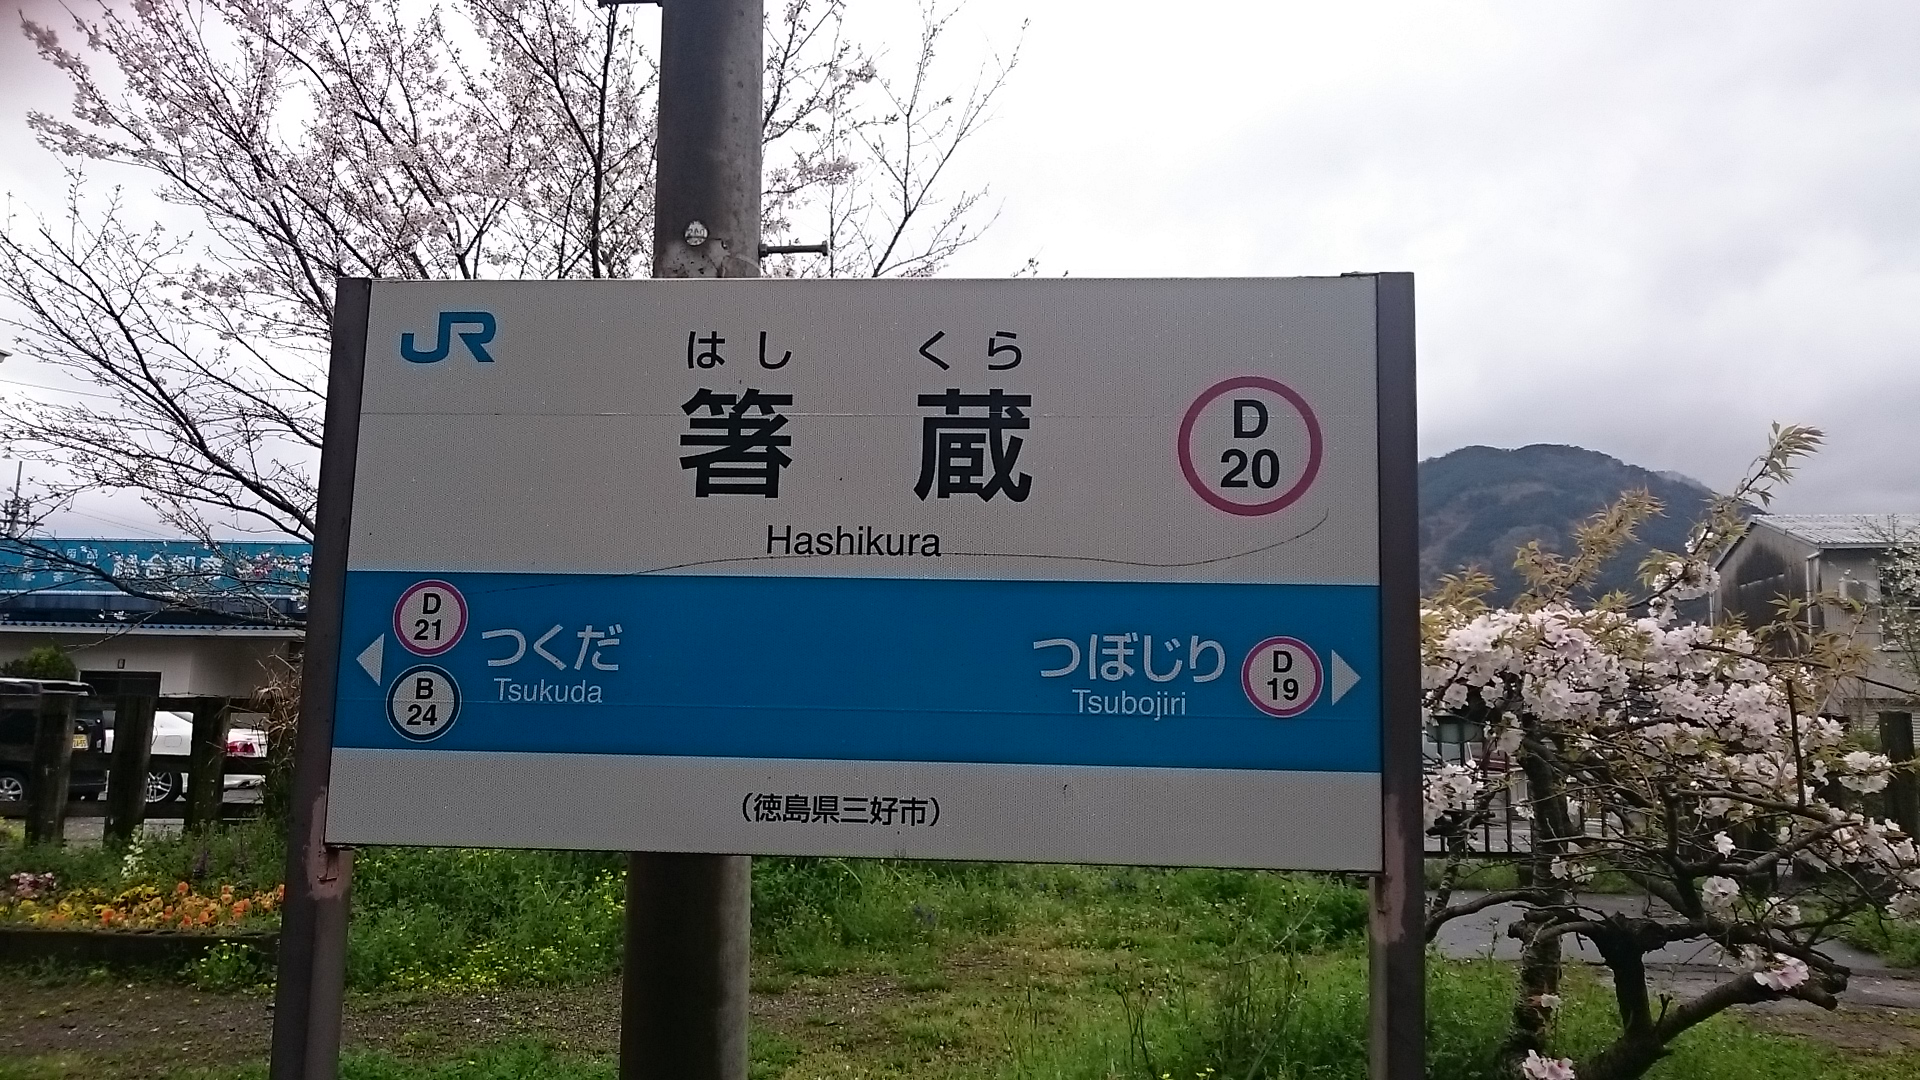 JR
はし くら
箸 蔵
Hashikura
D
20
D
21
B
24
つくだ
Tsukuda
つぼじり
Tsubojiri
D
19
(徳島県三好市)